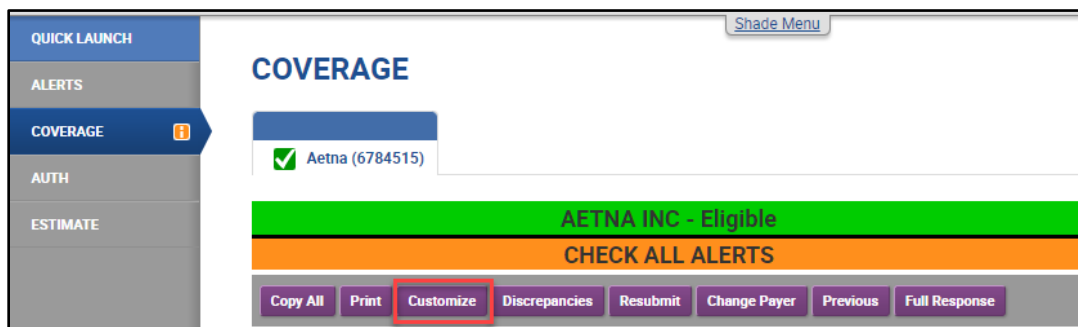 Shade Menu
QUICK LAUNCH
ALERTS
COVERAGE
AUTH
ESTIMATE
COVERAGE
Aetna (6784515)
AETNA INC - Eligible
CHECK ALL ALERTS
Copy All Print Customize Discrepancies Resubmit Change Payer Previous Full Response